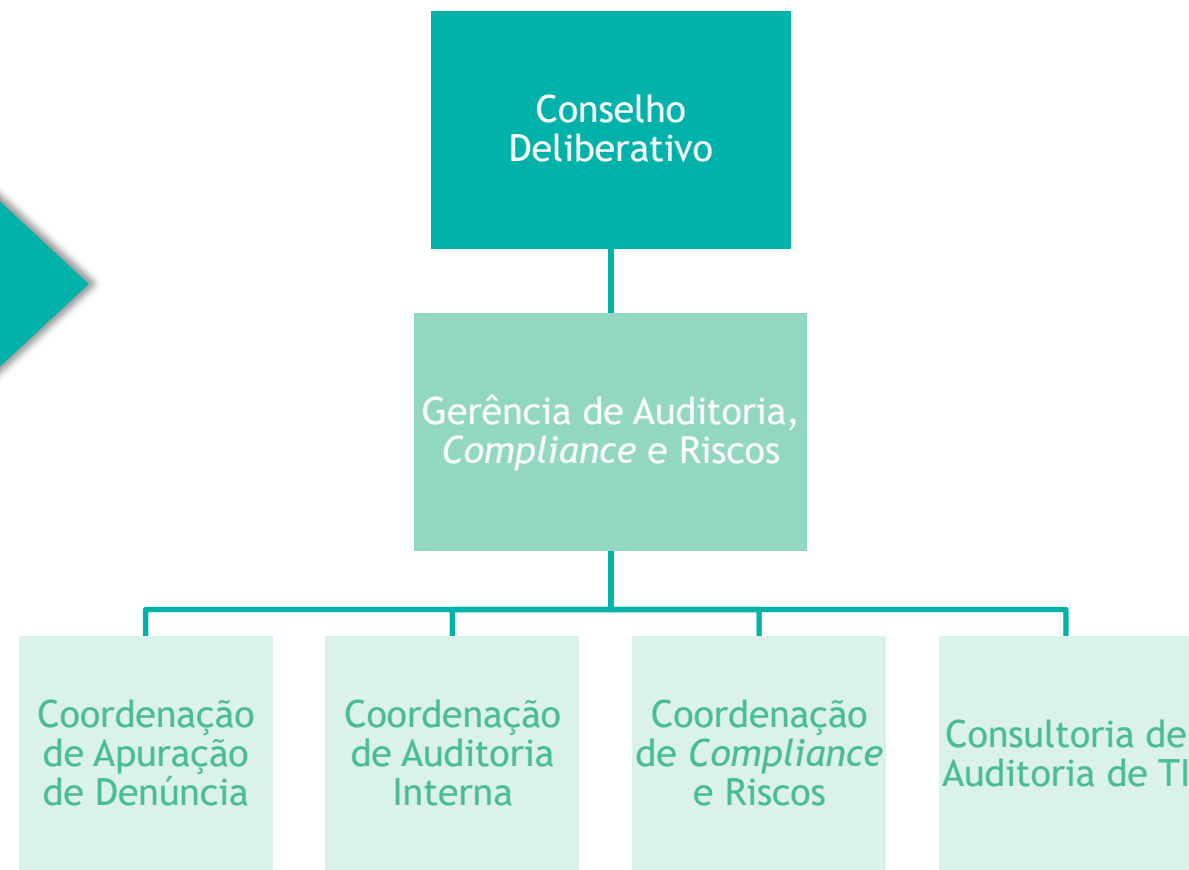 Conselho
Deliberativo
Gerência de Auditoria,
Compliance e Riscos
Coordenação
de Apuração
de Denúncia
Coordenação
de Auditoria
Interna
Coordenação
de Compliance
e Riscos
Consultoria de
Auditoria de TI